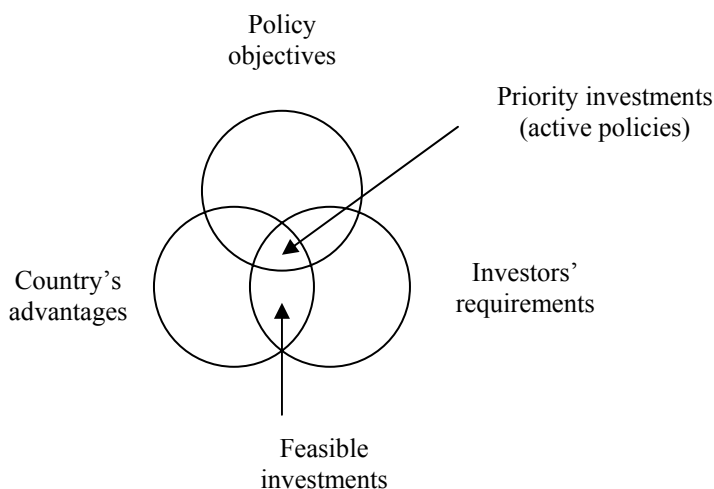 Policy
objectives
Priority investments
(active policies)
Country’s
advantages
Investors’
requirements
Feasible
investments